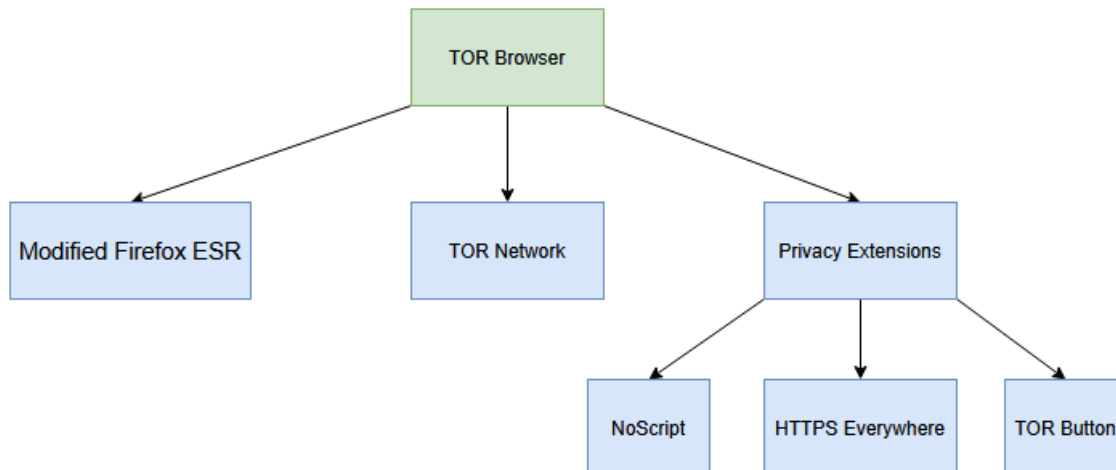 TOR Browser
Modified Firefox ESR
TOR Network
Privacy Extensions
NoScript
HTTPS Everywhere
TOR Button